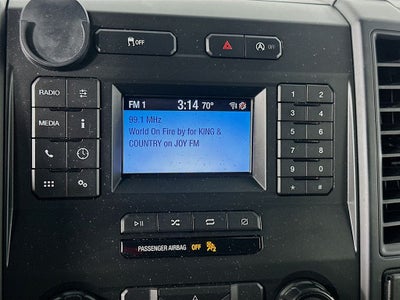 OFF
OFF
RADIO
MEDIA
FM 1 3:14 70°
99.1 MHz
World On Fire by for KING &
COUNTRY on JOY FM
1 2
3 4
5 6
7 8
9 0
* #
PASSENGER AIRBAG OFF